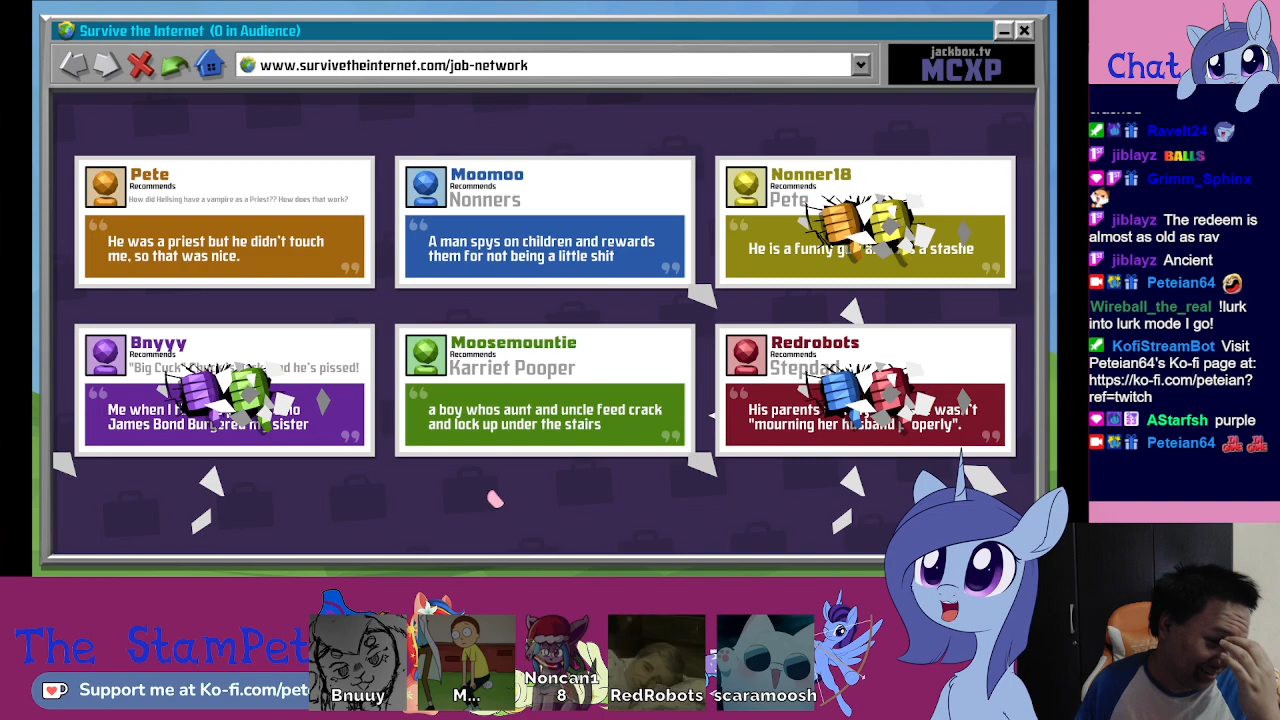 Survive the Internet (0 in Audience)
www.survivetheinternet.com/job-network
jackbox.tv
MCXP
Pete
Recommends
How did Hellsing have a vampire as a Priest?? How does that work?
He was a priest but he didn't touch
me, so that was nice.
Moomoo
Recommends
Nonners
A man spys on children and rewards
them for not being a little shit
Nonner18
Recommends
Pete
He is a funny a stashe
Bnyyy
Recommends
"Big Cuck" and he's pissed!
Me when I
James Bond sister
Moosemountie
Recommends
Karriet Pooper
a boy whos aunt and uncle feed crack
and lock up under the stairs
Redrobots
Recommends
Stepdad
His parents wasn't
"mourning her husband properly".
Chat
crashed
Ravelt24
jiblayz BALLS
Grimm_Sphinx
jiblayz The redeem is
almost as old as rav
jiblayz Ancient
Peteian64
Wireball_the_real !lurk
into lurk mode I go!
KofiStreamBot Visit
Peteian64's Ko-fi page at:
https://ko-fi.com/peteian?
ref=twitch
AStarfsh purple
Peteian64
The StamPet
Support me at Ko-fi.com/pet
Bnuuy
M...
Noncan1
8
RedRobots
scaramoosh